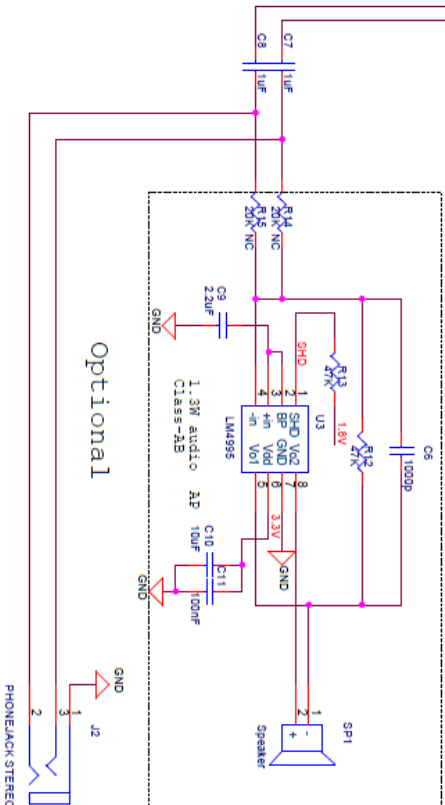 C8
1uF
C7
1uF
R15
20K NC
R14
20K NC
C9
2.2uF
GND
SHD
R13
47K
1.8V
R12
47K
C6
1000p
Optional
1.3W audio AP
Class-AB
LM4995
U3
4
3
2
1
-in
+in
BP
SHD
Vo1
Vdd
GND
Vo2
5
6
7
8
3.3V
GND
C10
10uF
C11
100nF
GND
SP1
Speaker
2
1
+
-
GND
J2
2
3
1
PHONEJACK STEREO